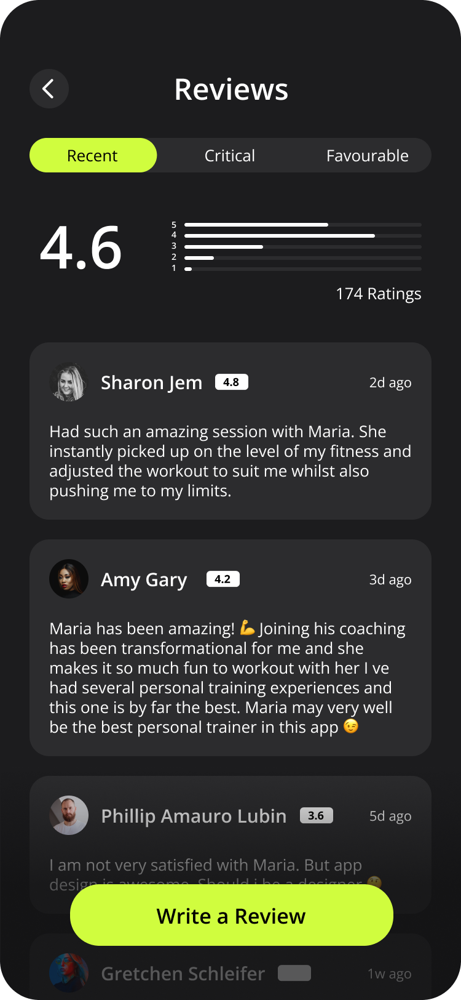 Reviews
Recent Critical Favourable
4.6
5
4
3
2
1
174 Ratings
Sharon Jem 4.8 2d ago
Had such an amazing session with Maria. She
instantly picked up on the level of my fitness and
adjusted the workout to suit me whilst also
pushing me to my limits.
Amy Gary 4.2 3d ago
Maria has been amazing! 💪 Joining his coaching
has been transformational for me and she
makes it so much fun to workout with her I ve
had several personal training experiences and
this one is by far the best. Maria may very well
be the best personal trainer in this app 😉
Phillip Amauro Lubin 3.6 5d ago
I am not very satisfied with Maria. But app
design is awesome. Should i be a designer 🤔
Write a Review
Gretchen Schleifer 1w ago